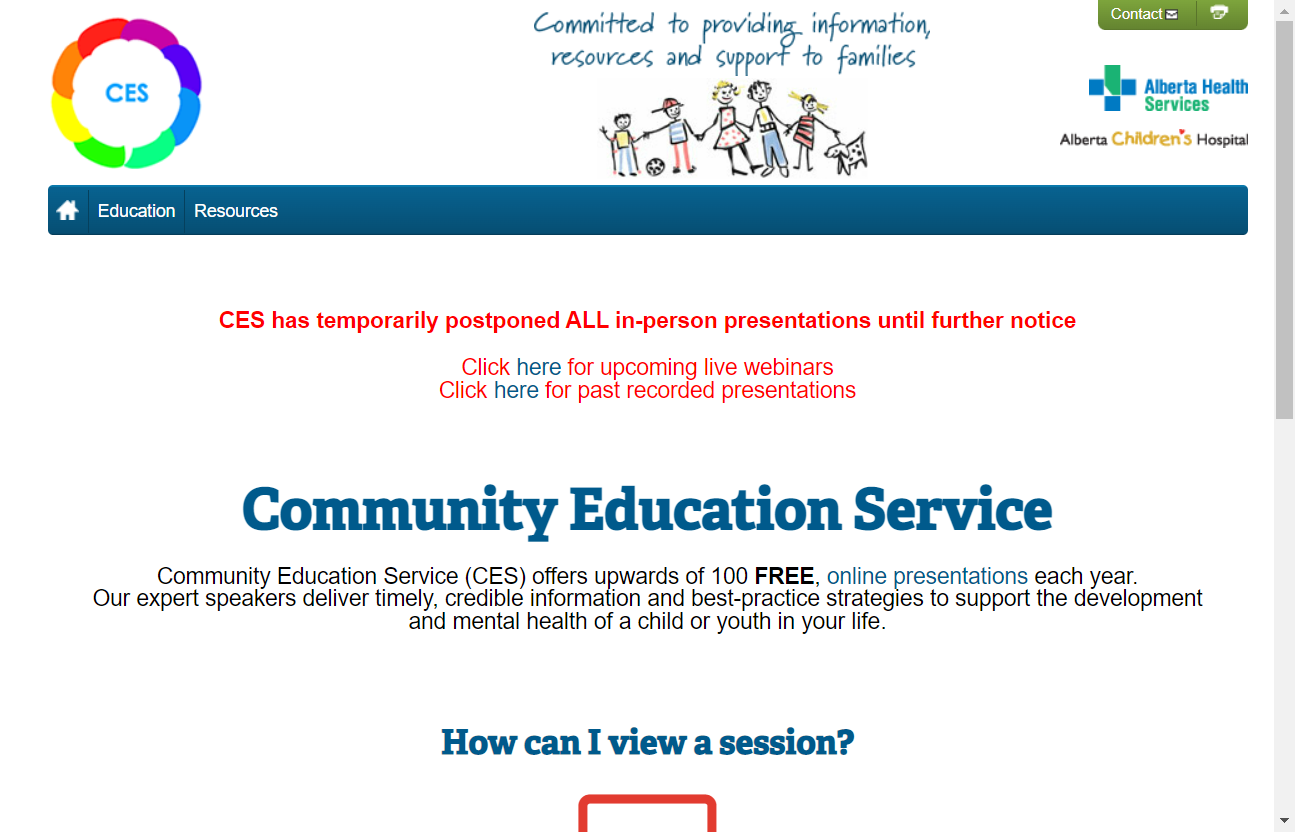 Contact
CES
Committed to providing information,
resources and support to families
Alberta Health
Services
Alberta Children's Hospital
Education
Resources
CES has temporarily postponed ALL in-person presentations until further notice
Click here for upcoming live webinars
Click here for past recorded presentations
Community Education Service
Community Education Service (CES) offers upwards of 100 FREE, online presentations each year.
Our expert speakers deliver timely, credible information and best-practice strategies to support the development
and mental health of a child or youth in your life.
How can I view a session?